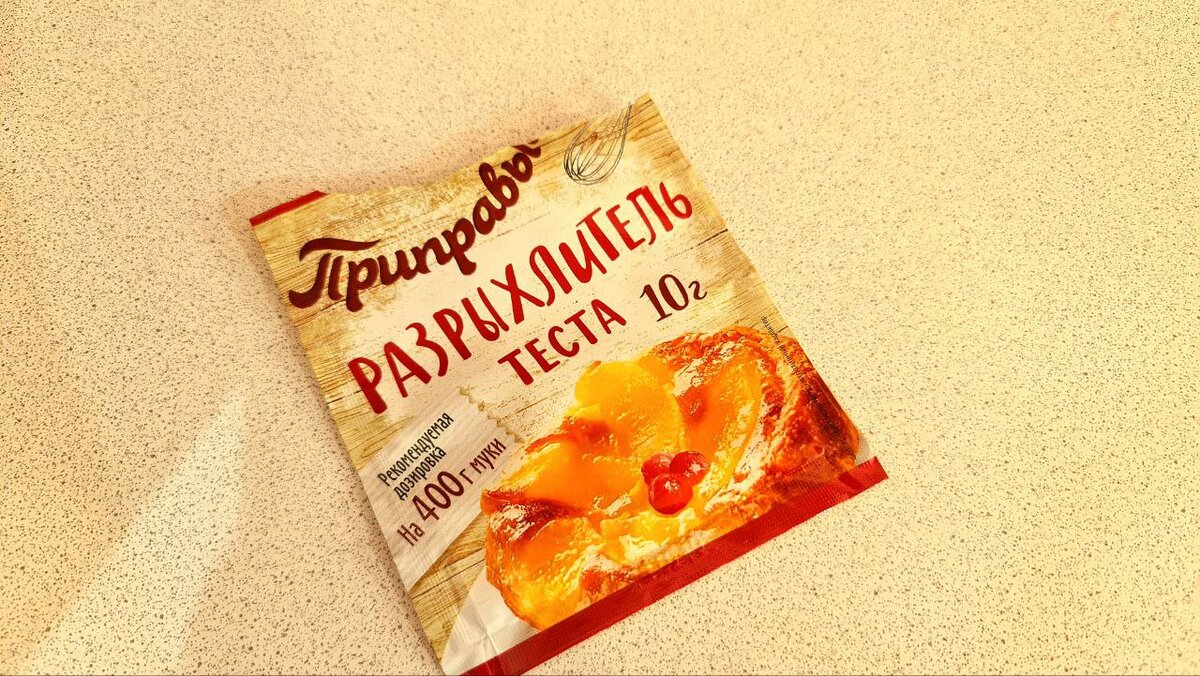 Приправыч
РАЗРЫХЛИТЕЛЬ
ТЕСТА 10г
Рекомендуемая
дозировка
На 400г муки